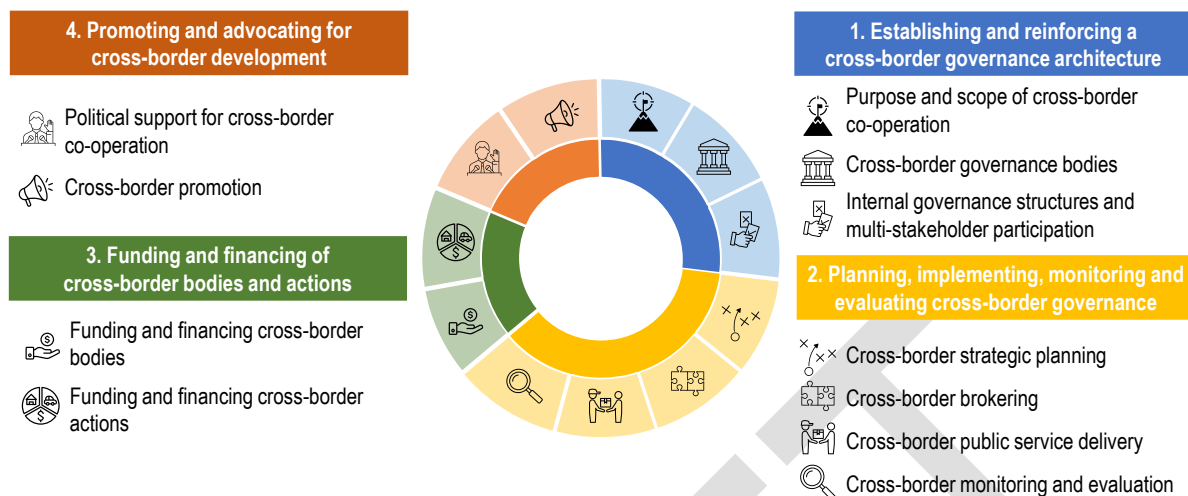 4. Promoting and advocating for
cross-border development
Political support for cross-border
co-operation
Cross-border promotion
3. Funding and financing of
cross-border bodies and actions
Funding and financing cross-border
bodies
Funding and financing cross-border
actions
1. Establishing and reinforcing a
cross-border governance architecture
Purpose and scope of cross-border
co-operation
Cross-border governance bodies
Internal governance structures and
multi-stakeholder participation
2. Planning, implementing, monitoring and
evaluating cross-border governance
Cross-border strategic planning
Cross-border brokering
Cross-border public service delivery
Cross-border monitoring and evaluation